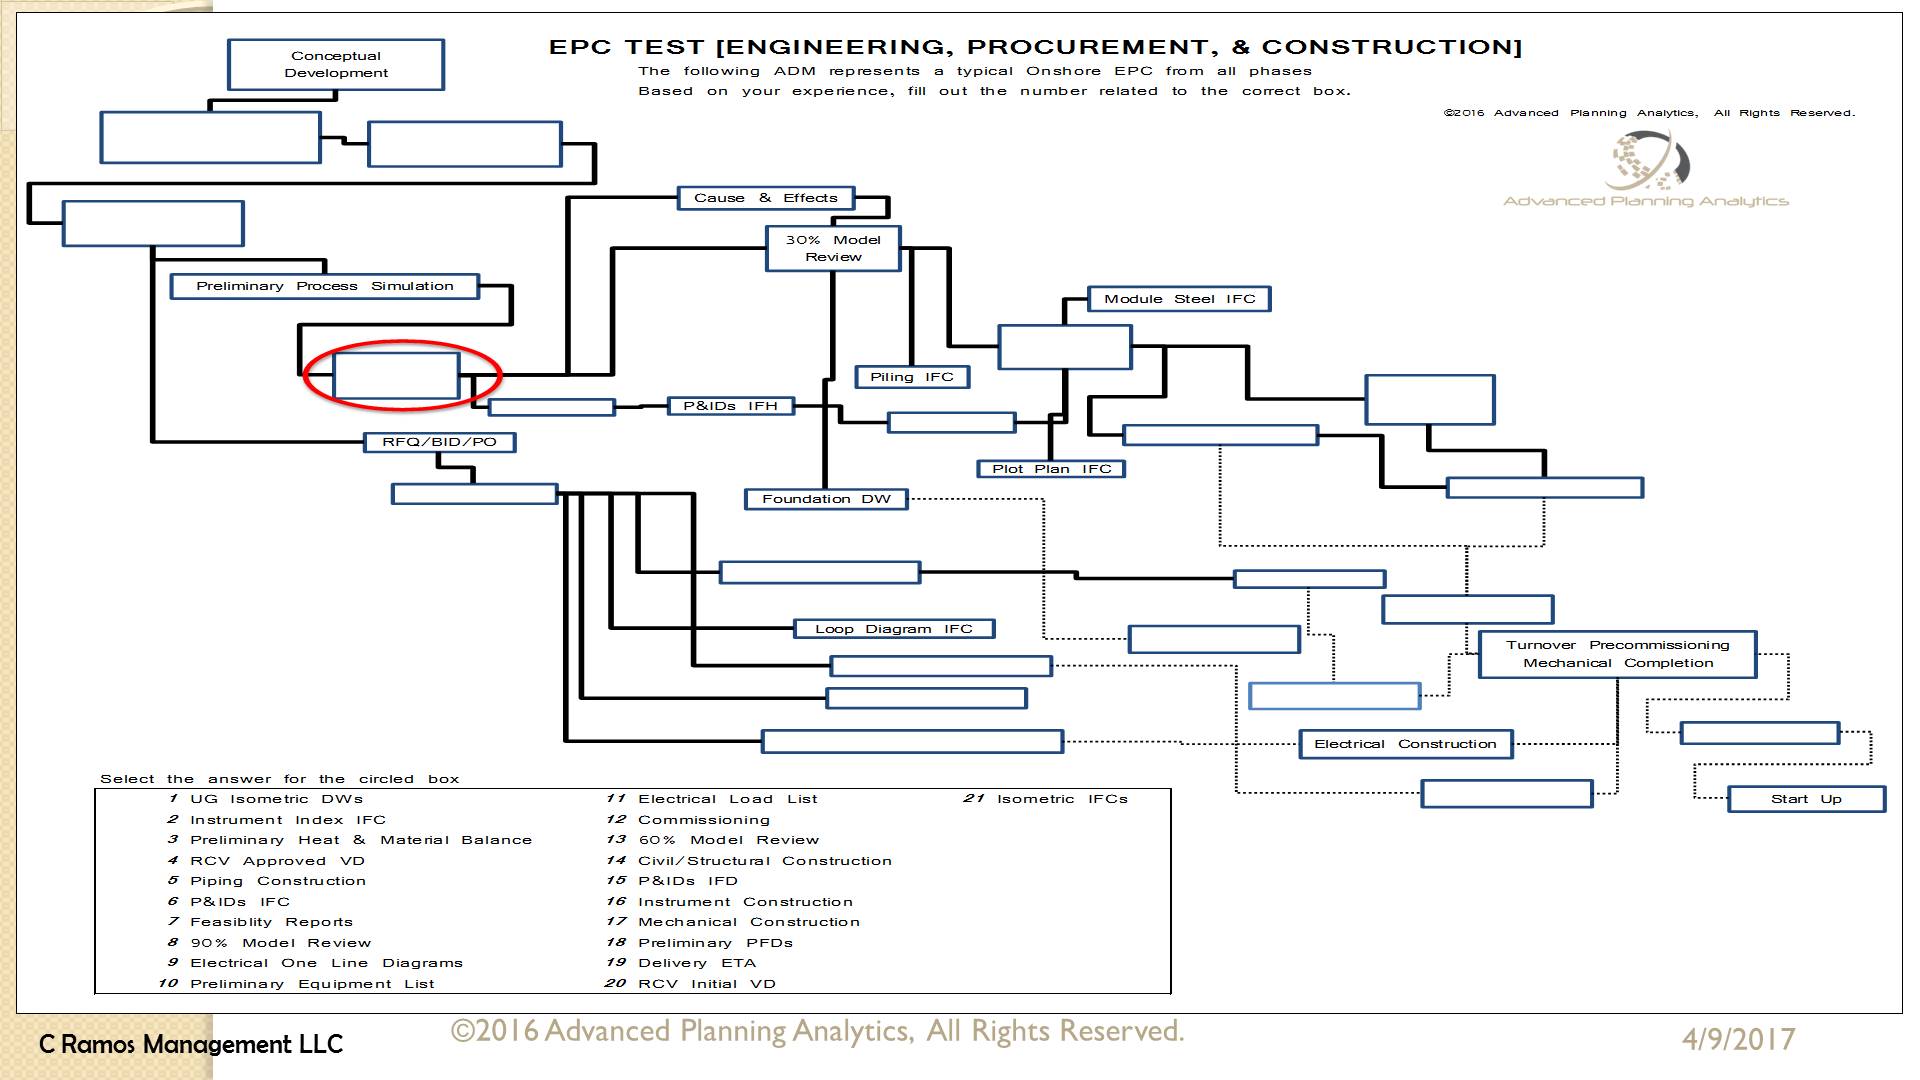 EPC TEST [ENGINEERING, PROCUREMENT, & CONSTRUCTION]
The following ADM represents a typical Onshore EPC from all phases
Based on your experience, fill out the number related to the correct box.
©2016 Advanced Planning Analytics, All Rights Reserved.
Advanced Planning Analytics
Conceptual
Development
Cause & Effects
30% Model
Review
Preliminary Process Simulation
Module Steel IFC
Piling IFC
P&IDs IFH
RFQ/BID/PO
Plot Plan IFC
Foundation DW
Loop Diagram IFC
Turnover Precommissioning
Mechanical Completion
Electrical Construction
Start Up
Select the answer for the circled box
1 UG Isometric DWs
2 Instrument Index IFC
3 Preliminary Heat & Material Balance
4 RCV Approved VD
5 Piping Construction
6 P&IDs IFC
7 Feasiblity Reports
8 90% Model Review
9 Electrical One Line Diagrams
10 Preliminary Equipment List
11 Electrical Load List
12 Commissioning
13 60% Model Review
14 Civil/Structural Construction
15 P&IDs IFD
16 Instrument Construction
17 Mechanical Construction
18 Preliminary PFDs
19 Delivery ETA
20 RCV Initial VD
21 Isometric IFCs
C Ramos Management LLC
©2016 Advanced Planning Analytics, All Rights Reserved.
4/9/2017